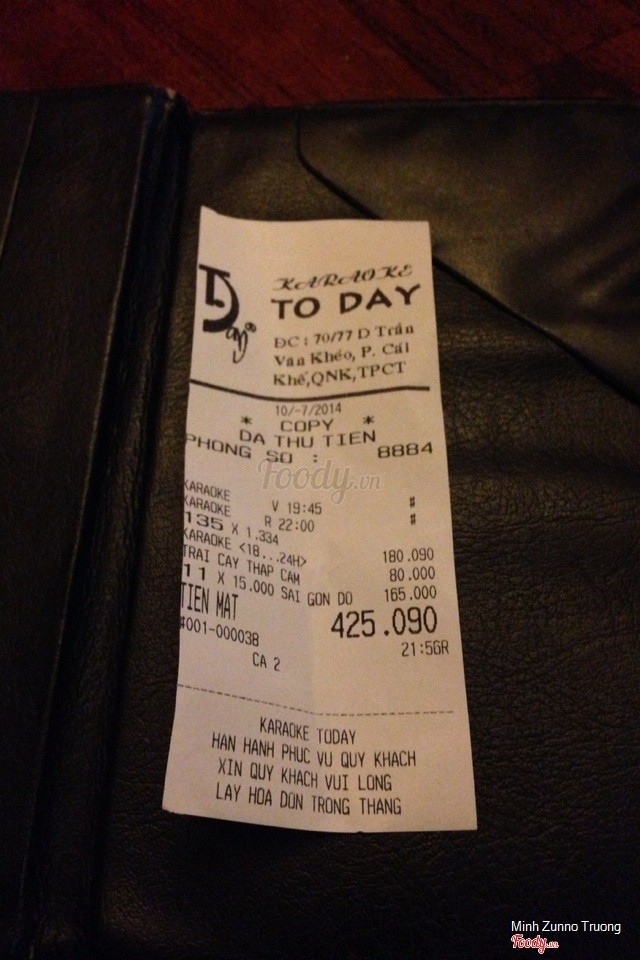 KARAOKE
TO DAY
Day
ĐC : 70/77 D Trần
Văn Khéo, P. Cái
Khế,QNK,TPCT
10/-7/2014
* COPY *
DA THU TIEN
PHONG SO : 8884
Foody.vn
KARAOKE V 19:45 #
KARAOKE R 22:00 #
135 X 1.334
KARAOKE <18...24H> 180.090
TRAI CAY THAP CAM 80.000
11 X 15.000 SAI GON DO 165.000
TIEN MAT 425.090
#001-000038 21:56R
CA 2
KARAOKE TODAY
HAN HANH PHUC VU QUY KHACH
XIN QUY KHACH VUI LONG
LAY HOA DON TRONG THANG
Minh Zunno Truong
Foody.vn